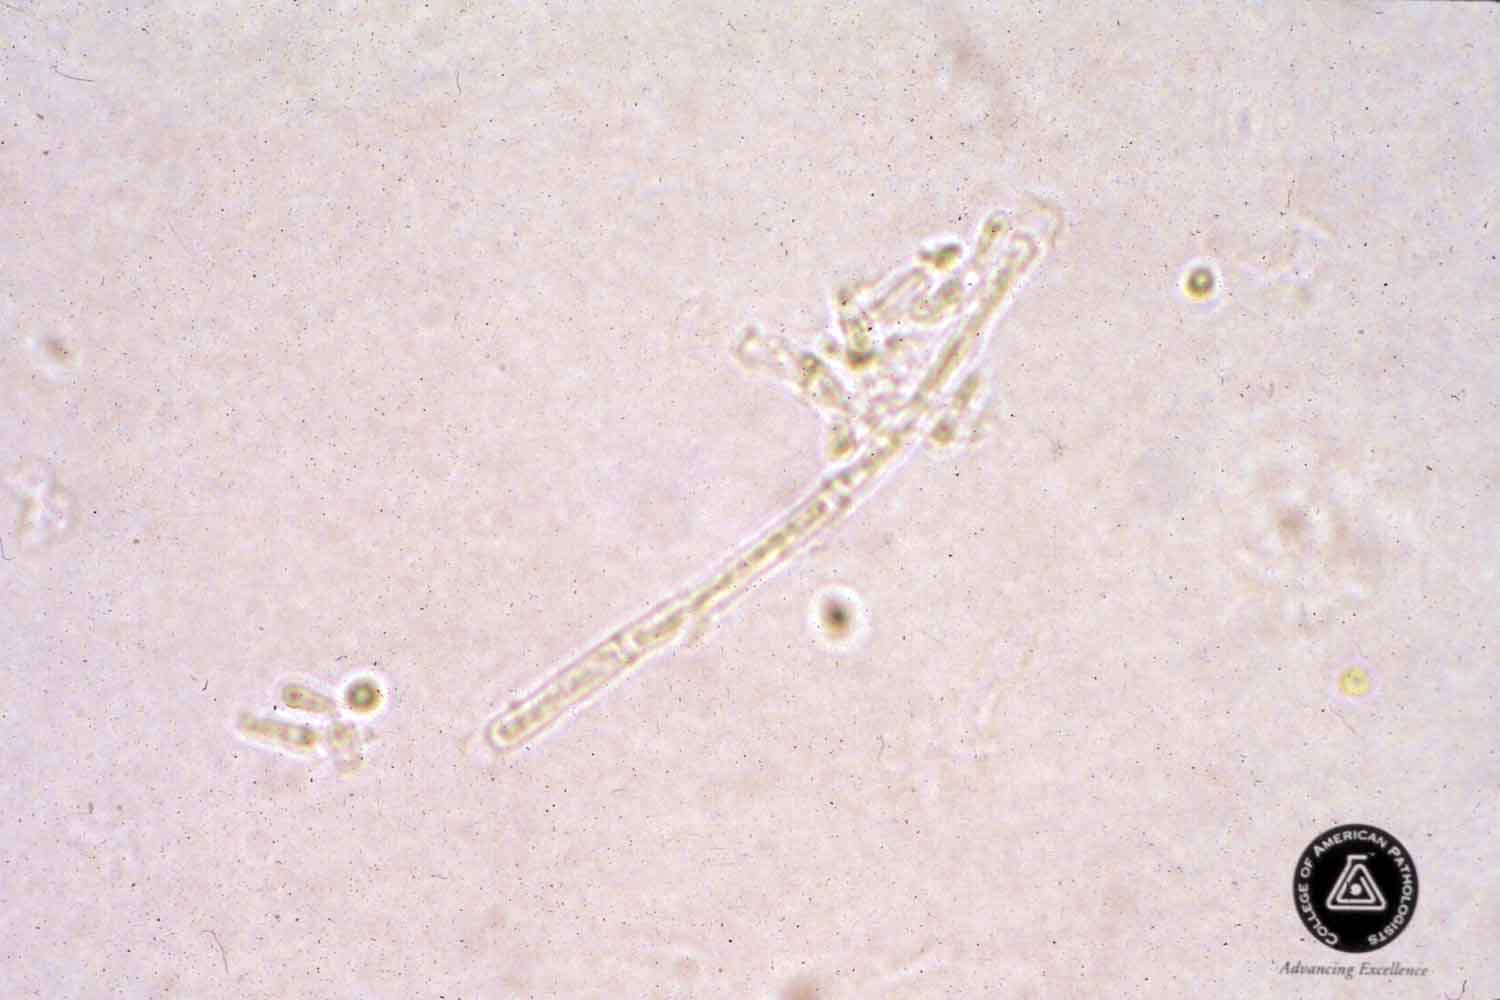 COLLEGE OF AMERICAN PATHOLOGISTS
Advancing Excellence